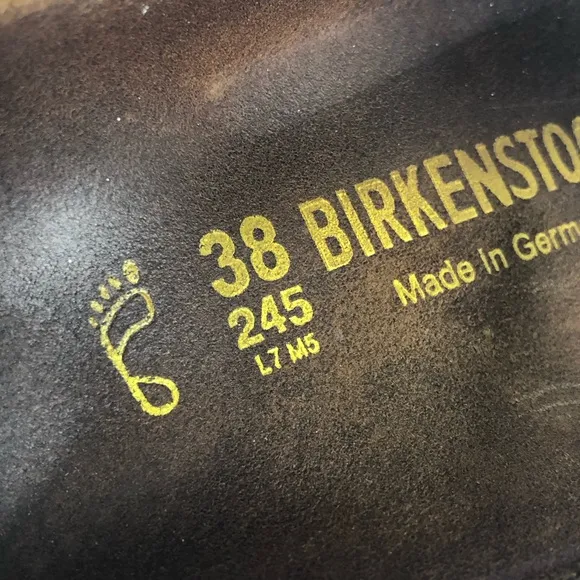 38 BIRKENSTOC
245 Made in Germ
L7 M5